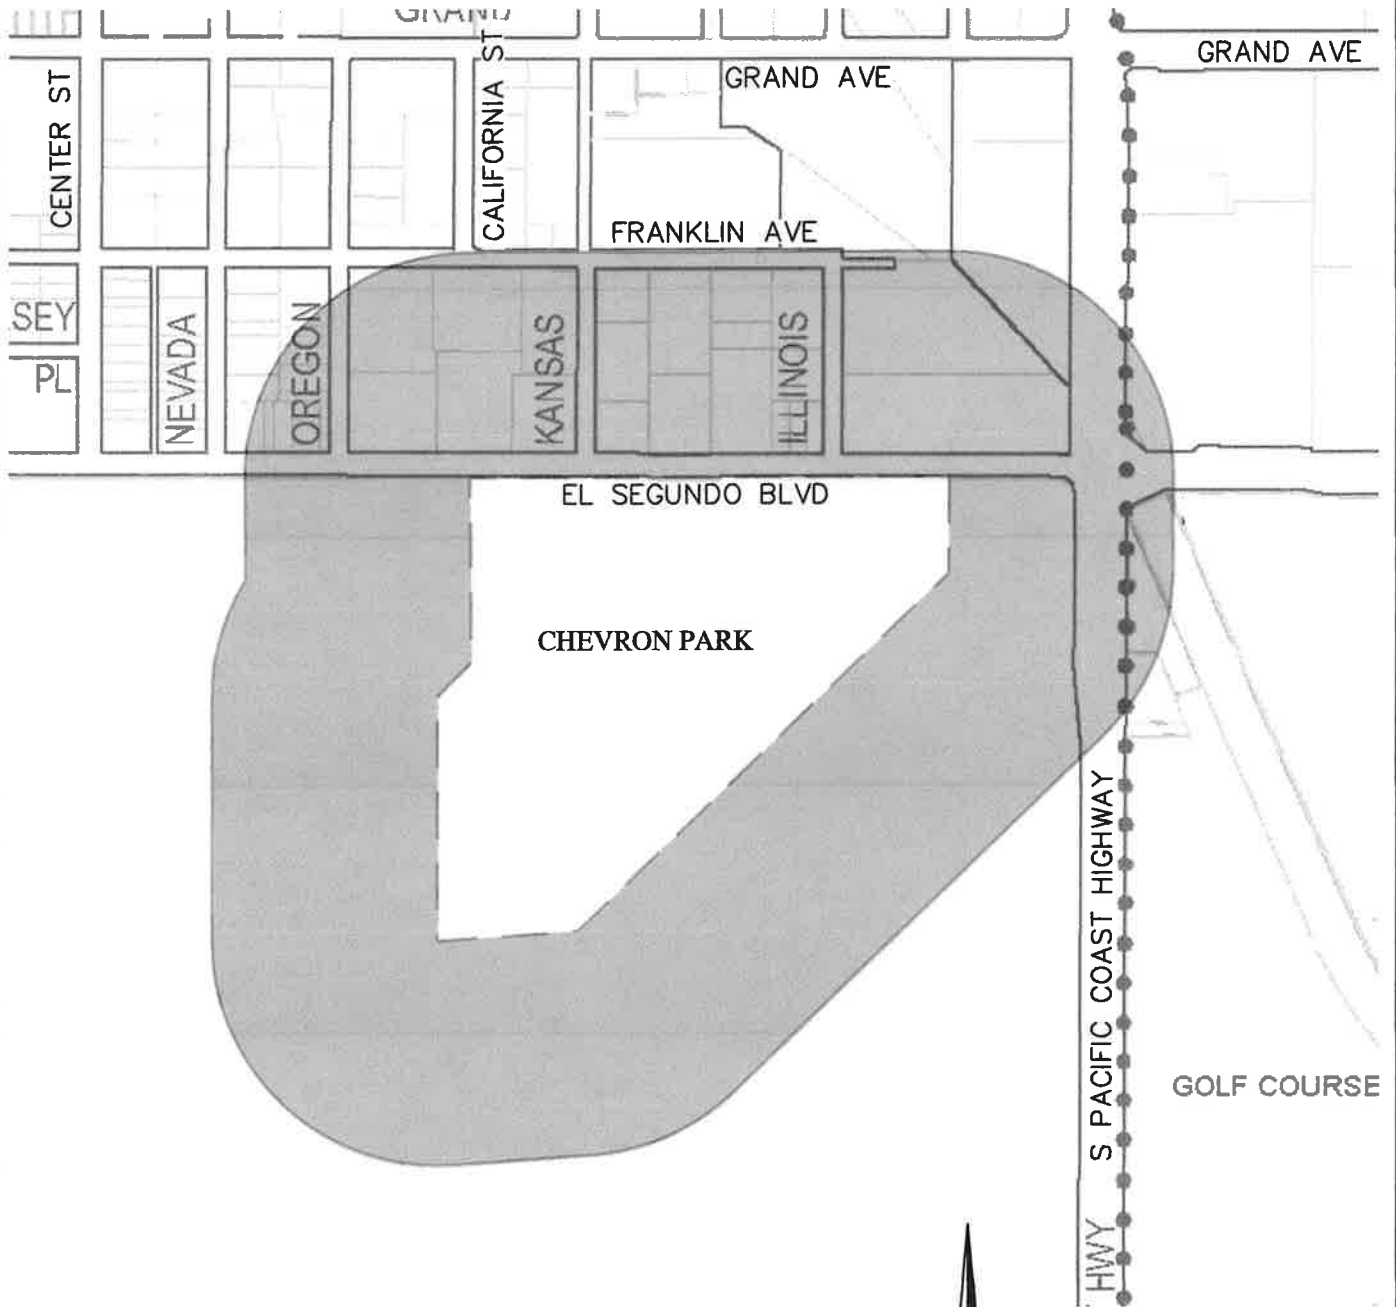 GRAND
GRAND AVE
GRAND AVE
CENTER ST
CALIFORNIA ST
FRANKLIN AVE
SEY
PL
NEVADA
OREGON
KANSAS
ILLINOIS
EL SEGUNDO BLVD
CHEVRON PARK
S PACIFIC COAST HIGHWAY
GOLF COURSE
HWY